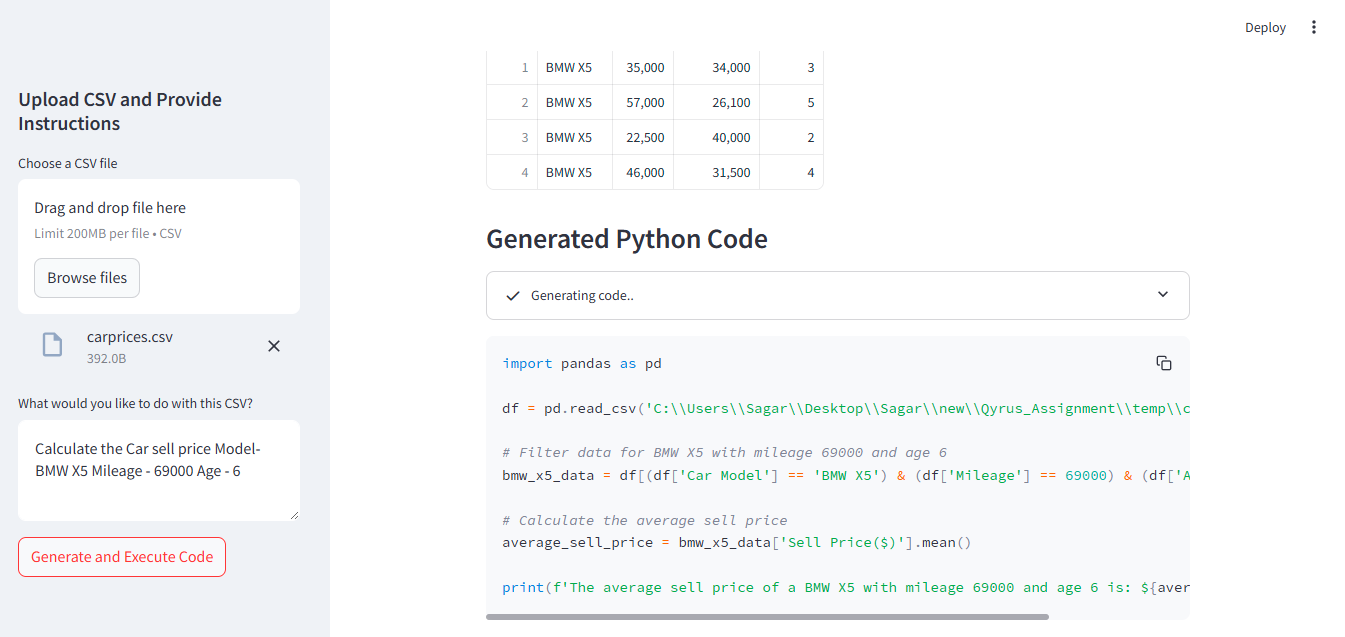 Deploy
Upload CSV and Provide
Instructions
Choose a CSV file
Drag and drop file here
Limit 200MB per file • CSV
Browse files
carprices.csv
392.0B
What would you like to do with this CSV?
Calculate the Car sell price Model-
BMW X5 Mileage - 69000 Age - 6
Generate and Execute Code
1 BMW X5 35,000 34,000 3
2 BMW X5 57,000 26,100 5
3 BMW X5 22,500 40,000 2
4 BMW X5 46,000 31,500 4
Generated Python Code
Generating code..
import pandas as pd
df = pd.read_csv('C:\\Users\\Sagar\\Desktop\\Sagar\\new\\Qyrus_Assignment\\temp\\c
# Filter data for BMW X5 with mileage 69000 and age 6
bmw_x5_data = df[(df['Car Model'] == 'BMW X5') & (df['Mileage'] == 69000) & (df['A
# Calculate the average sell price
average_sell_price = bmw_x5_data['Sell Price($)'].mean()
print(f'The average sell price of a BMW X5 with mileage 69000 and age 6 is: ${aver